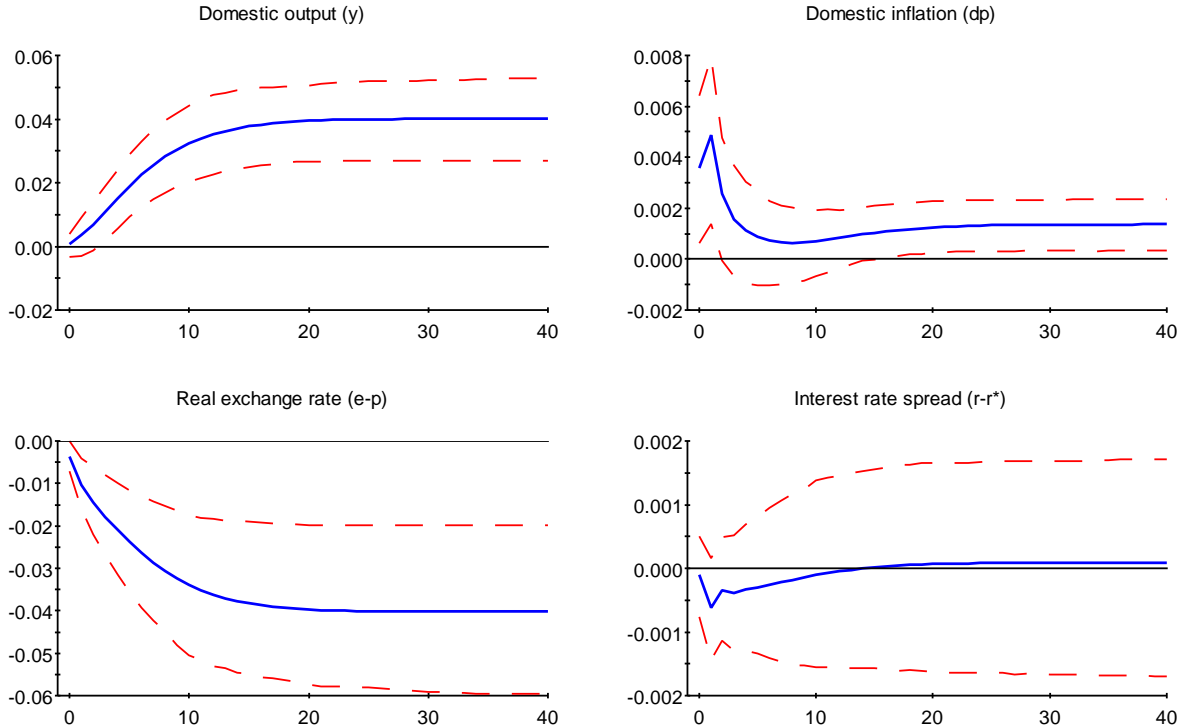 Domestic output (y)
0.06
0.04
0.02
0.00
-0.02
0 10 20 30 40
Domestic inflation (dp)
0.008
0.006
0.004
0.002
0.000
-0.002
0 10 20 30 40
Real exchange rate (e-p)
0.00
-0.01
-0.02
-0.03
-0.04
-0.05
-0.06
0 10 20 30 40
Interest rate spread (r-r*)
0.002
0.001
0.000
-0.001
-0.002
0 10 20 30 40